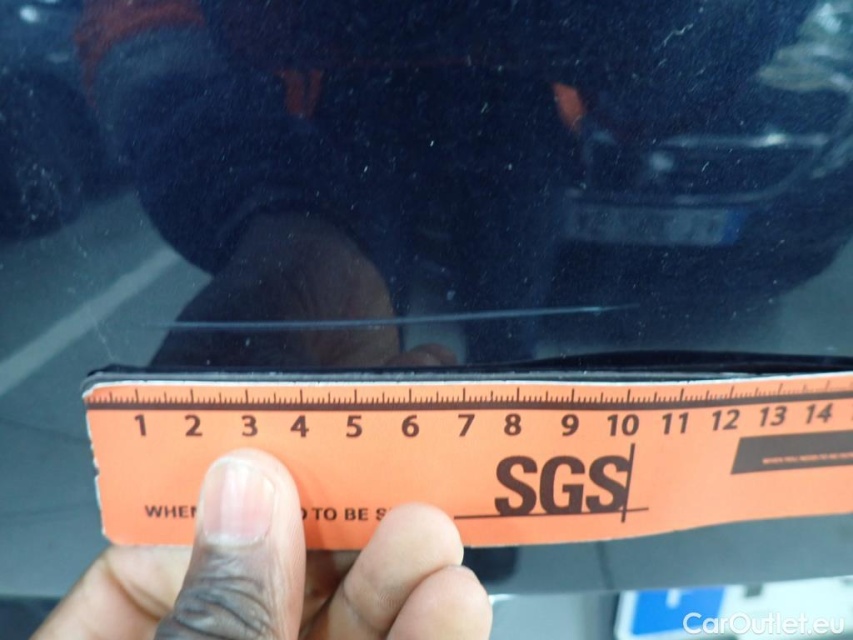 1 2 3 4 5 6 7 8 9 10 11 12 13 14
SGS
WHEN TO BE
CarOutlet.eu